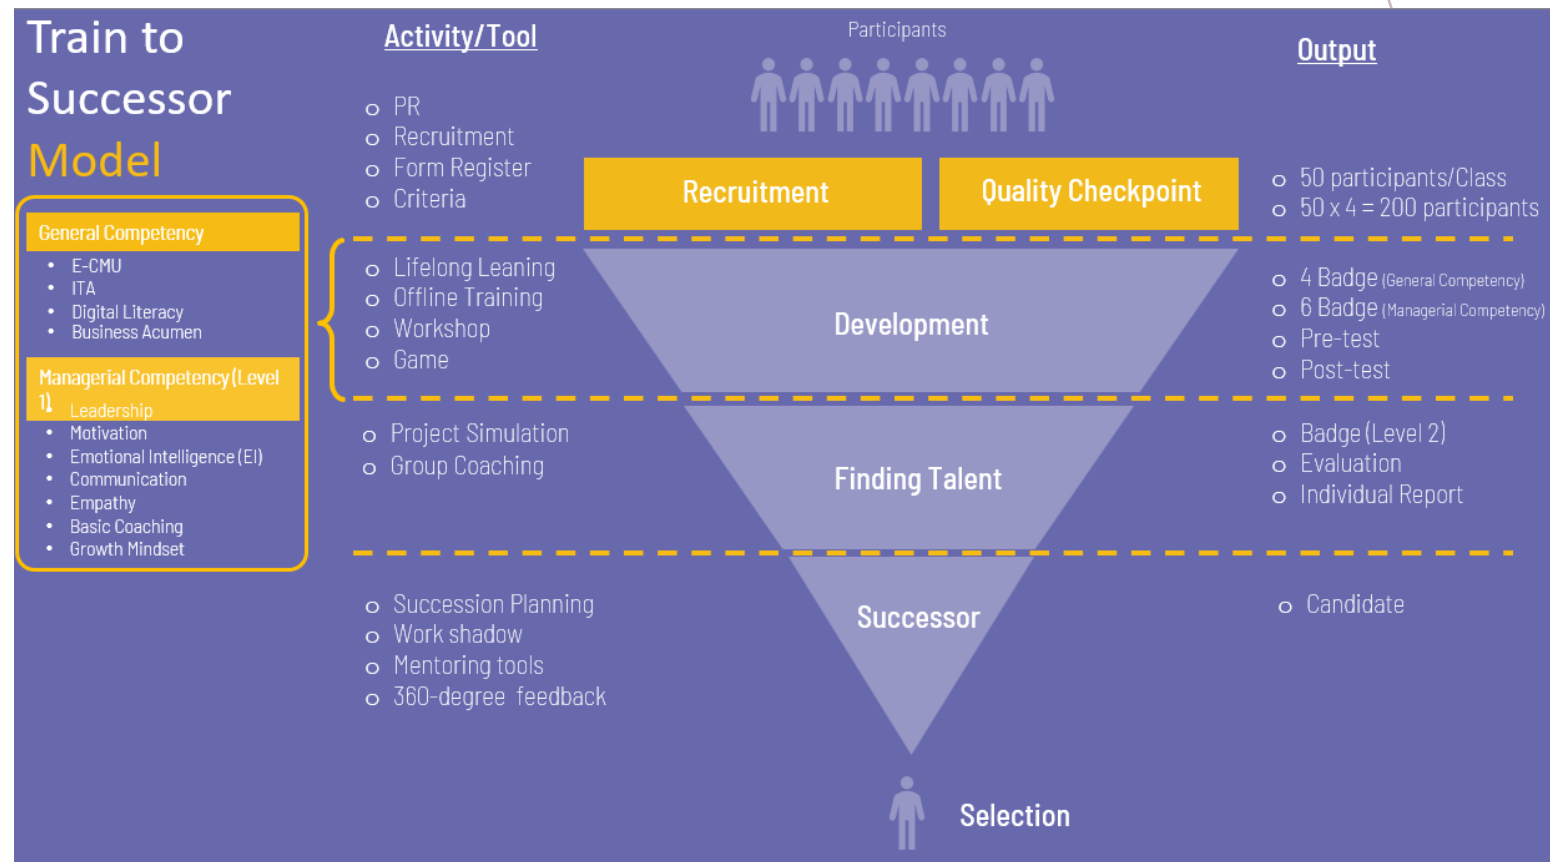 Train to
Successor
Model
General Competency
• E-CMU
• ITA
• Digital Literacy
• Business Acumen
Managerial Competency (Level
1)
• Leadership
• Motivation
• Emotional Intelligence (EI)
• Communication
• Empathy
• Basic Coaching
• Growth Mindset
Activity/Tool
o PR
o Recruitment
o Form Register
o Criteria
o Lifelong Leaning
o Offline Training
o Workshop
o Game
o Project Simulation
o Group Coaching
o Succession Planning
o Work shadow
o Mentoring tools
o 360-degree feedback
Participants
Recruitment
Quality Checkpoint
Development
Finding Talent
Successor
Selection
Output
o 50 participants/Class
o 50 x 4 = 200 participants
o 4 Badge (General Competency)
o 6 Badge (Managerial Competency)
o Pre-test
o Post-test
o Badge (Level 2)
o Evaluation
o Individual Report
o Candidate